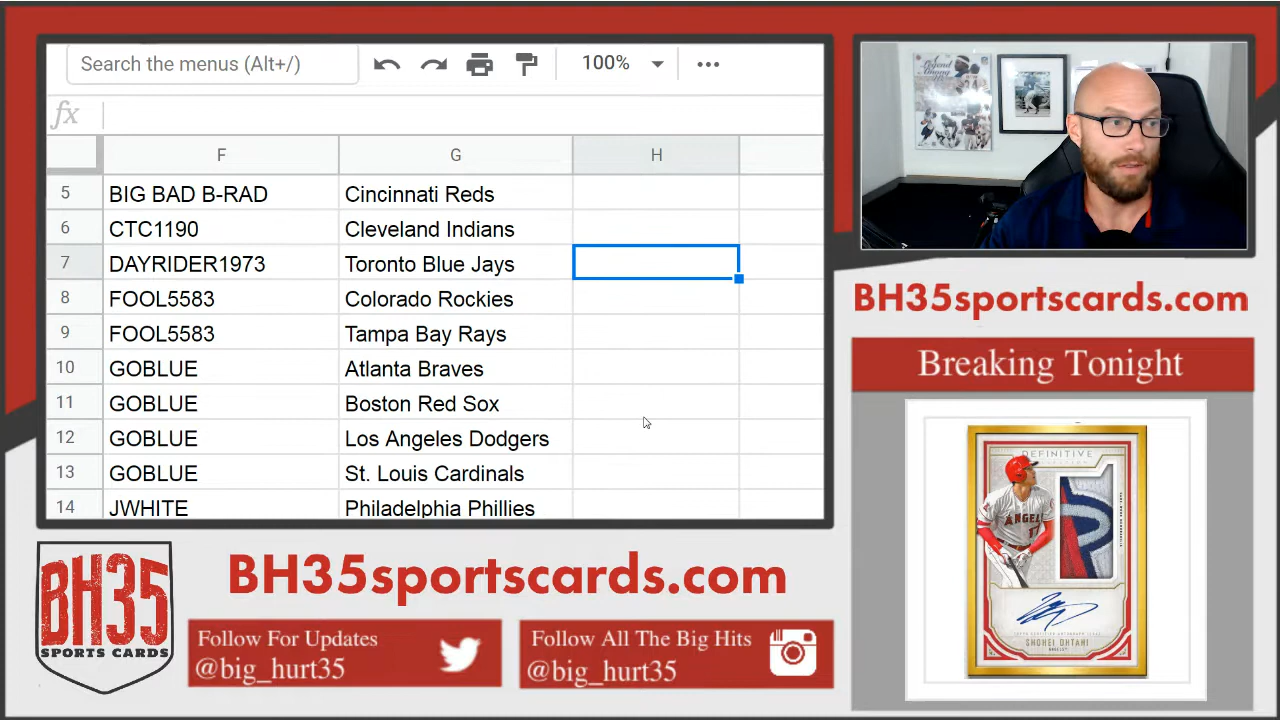 Search the menus (Alt+/)
100%
fx
F G H
5 BIG BAD B-RAD Cincinnati Reds
6 CTC1190 Cleveland Indians
7 DAYRIDER1973 Toronto Blue Jays
8 FOOL5583 Colorado Rockies
9 FOOL5583 Tampa Bay Rays
10 GOBLUE Atlanta Braves
11 GOBLUE Boston Red Sox
12 GOBLUE Los Angeles Dodgers
13 GOBLUE St. Louis Cardinals
14 JWHITE Philadelphia Phillies
BH35
SPORTS CARDS
BH35sportscards.com
Follow For Updates
@big_hurt35
Follow All The Big Hits
@big_hurt35
BH35sportscards.com
Breaking Tonight
DEFINITIVE
ANGELS
SHOHEI OHTANI